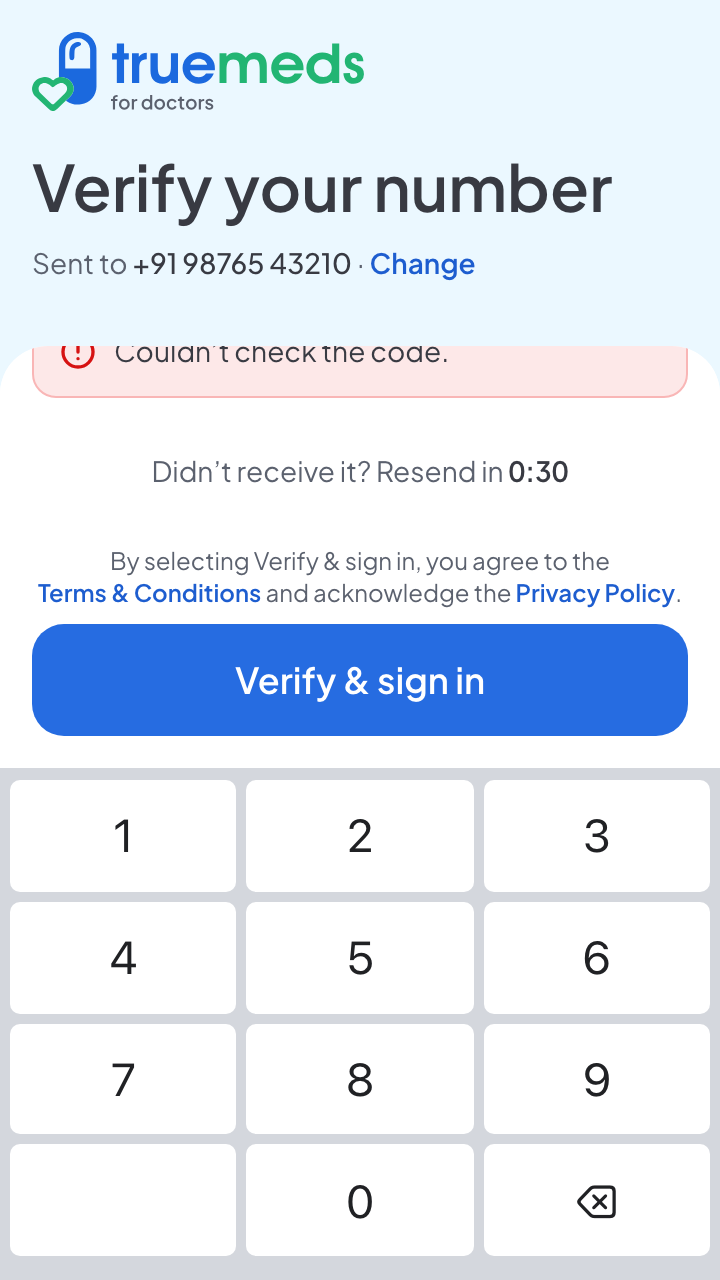 truemeds
for doctors
Verify your number
Sent to +91 98765 43210 · Change
Couldn’t check the code.
Didn’t receive it? Resend in 0:30
By selecting Verify & sign in, you agree to the
Terms & Conditions and acknowledge the Privacy Policy.
Verify & sign in
1 2 3
4 5 6
7 8 9
0